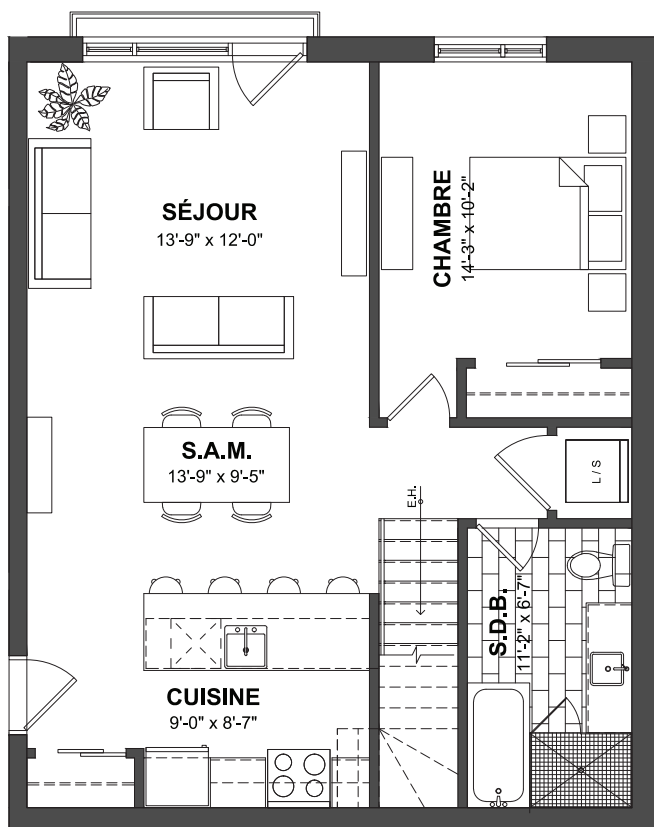 SÉJOUR
13'-9" x 12'-0"
CHAMBRE
14'-3" x 10'-2"
S.A.M.
13'-9" x 9'-5"
L / S
E.H.
S.D.B.
11'-2" x 6'-7"
CUISINE
9'-0" x 8'-7"